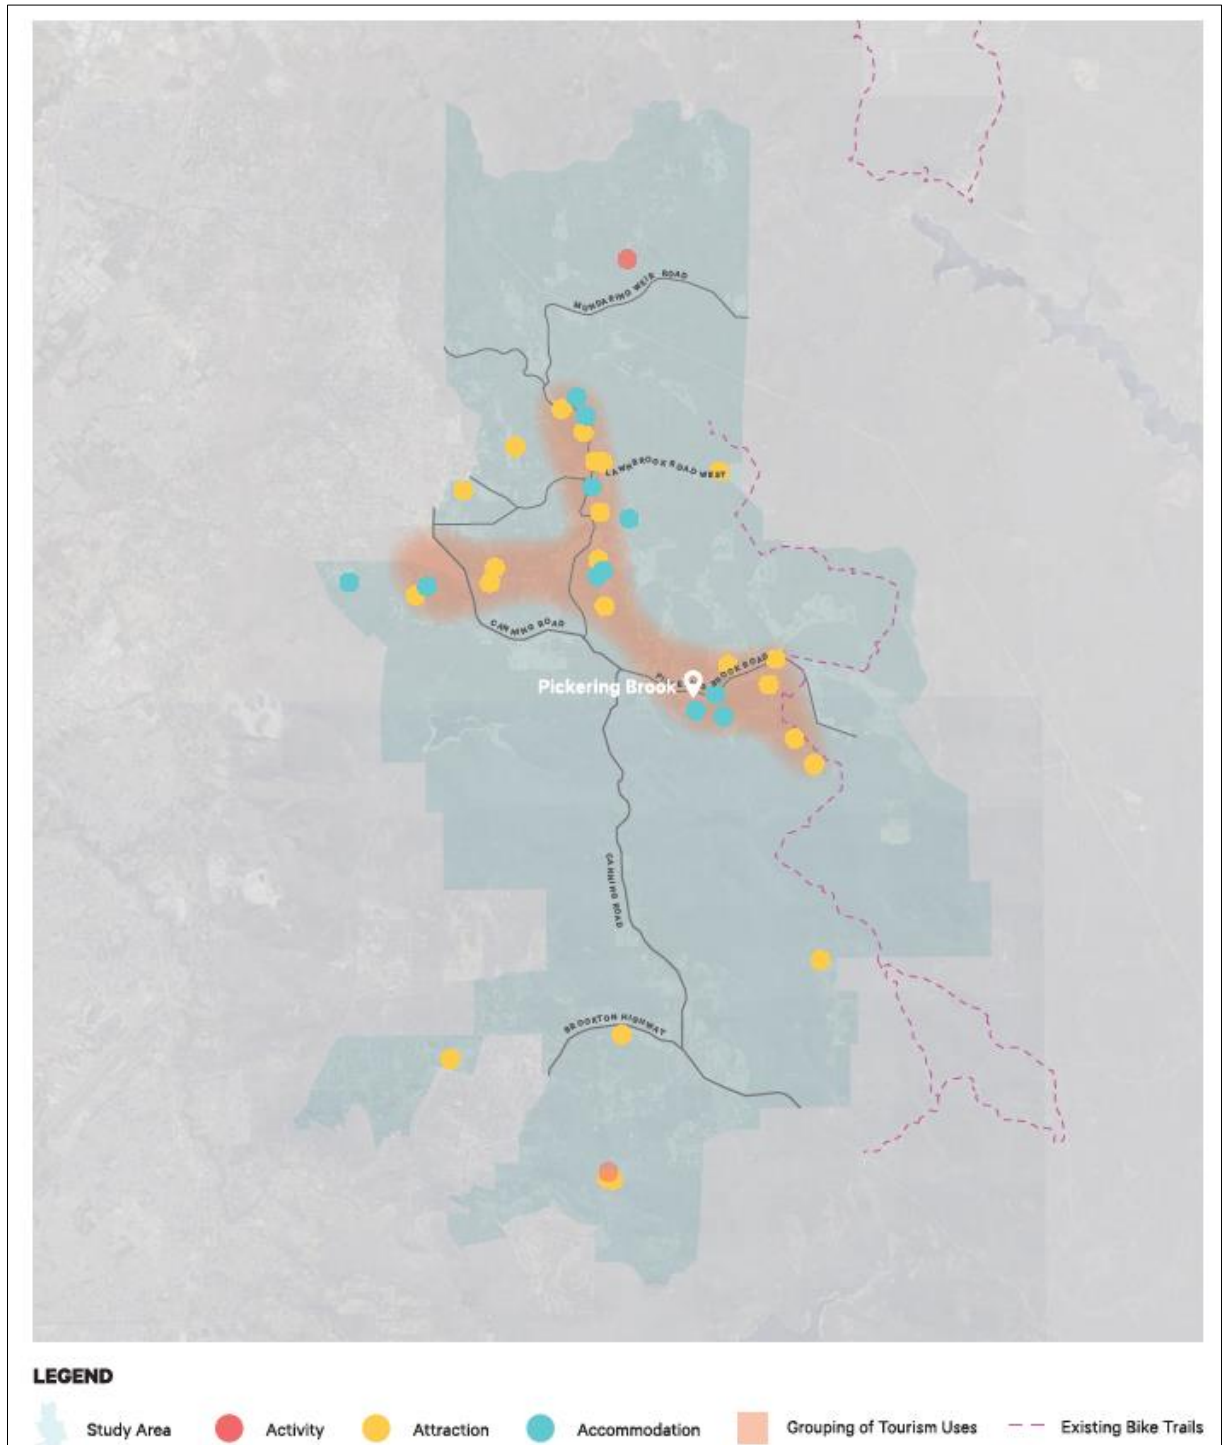 MUNDARING WEIR ROAD
LAWNBROOK ROAD WEST
CANNING ROAD
BROOK ROAD
Pickering Brook
CANNING ROAD
BROOKTON HIGHWAY
LEGEND
Study Area
Activity
Attraction
Accommodation
Grouping of Tourism Uses
Existing Bike Trails